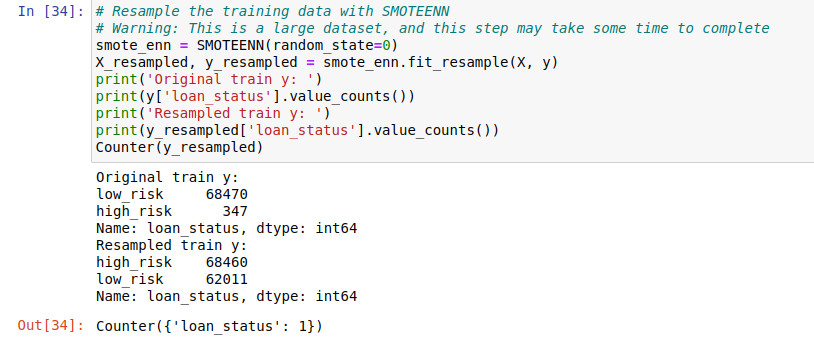 In [34]: # Resample the training data with SMOTEENN
# Warning: This is a large dataset, and this step may take some time to complete
smote_enn = SMOTEENN(random_state=0)
X_resampled, y_resampled = smote_enn.fit_resample(X, y)
print('Original train y: ')
print(y['loan_status'].value_counts())
print('Resampled train y: ')
print(y_resampled['loan_status'].value_counts())
Counter(y_resampled)
Original train y:
low_risk     68470
high_risk      347
Name: loan_status, dtype: int64
Resampled train y:
high_risk    68460
low_risk     62011
Name: loan_status, dtype: int64
Out[34]: Counter({'loan_status': 1})